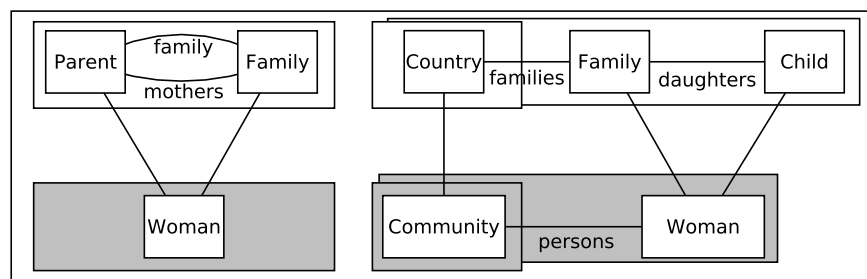 Parent
family
Family
mothers
Country
families
Family
daughters
Child
Woman
Community
persons
Woman